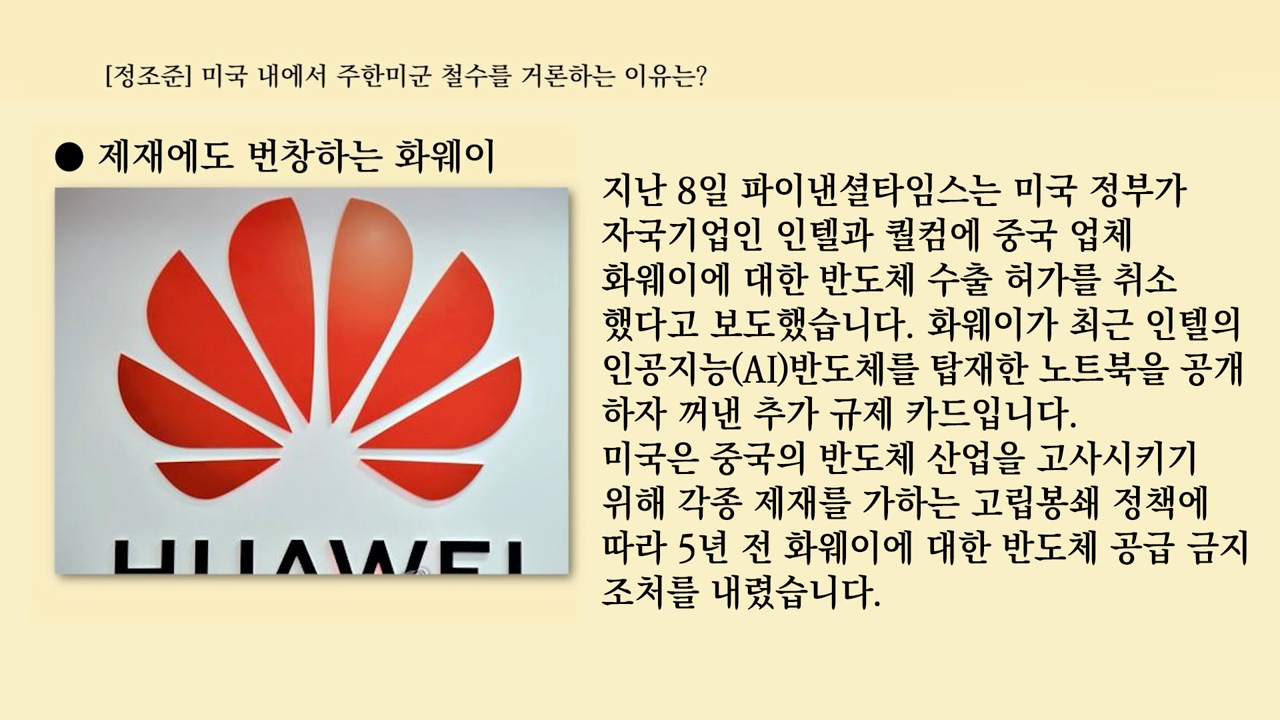 [정조준] 미국 내에서 주한미군 철수를 거론하는 이유는?
● 제재에도 번창하는 화웨이
HUAWEI
지난 8일 파이낸셜타임스는 미국 정부가
자국기업인 인텔과 퀄컴에 중국 업체
화웨이에 대한 반도체 수출 허가를 취소
했다고 보도했습니다. 화웨이가 최근 인텔의
인공지능(AI)반도체를 탑재한 노트북을 공개
하자 꺼낸 추가 규제 카드입니다.
미국은 중국의 반도체 산업을 고사시키기
위해 각종 제재를 가하는 고립봉쇄 정책에
따라 5년 전 화웨이에 대한 반도체 공급 금지
조처를 내렸습니다.